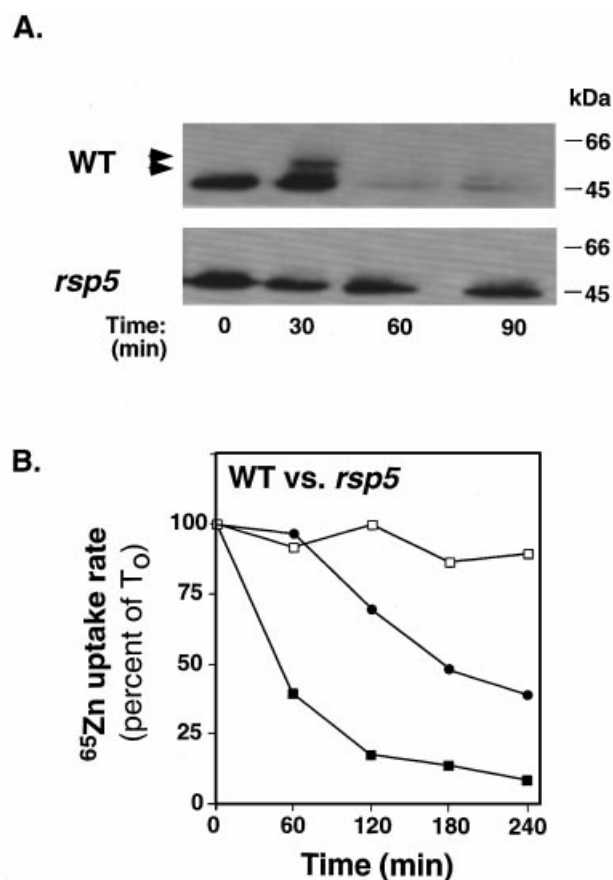 A.
kDa
WT
66
45
rsp5
66
45
Time: 0 30 60 90
(min)
B.
WT vs. rsp5
100
75
50
25
0
65Zn uptake rate
(percent of TO)
0 60 120 180 240
Time (min)